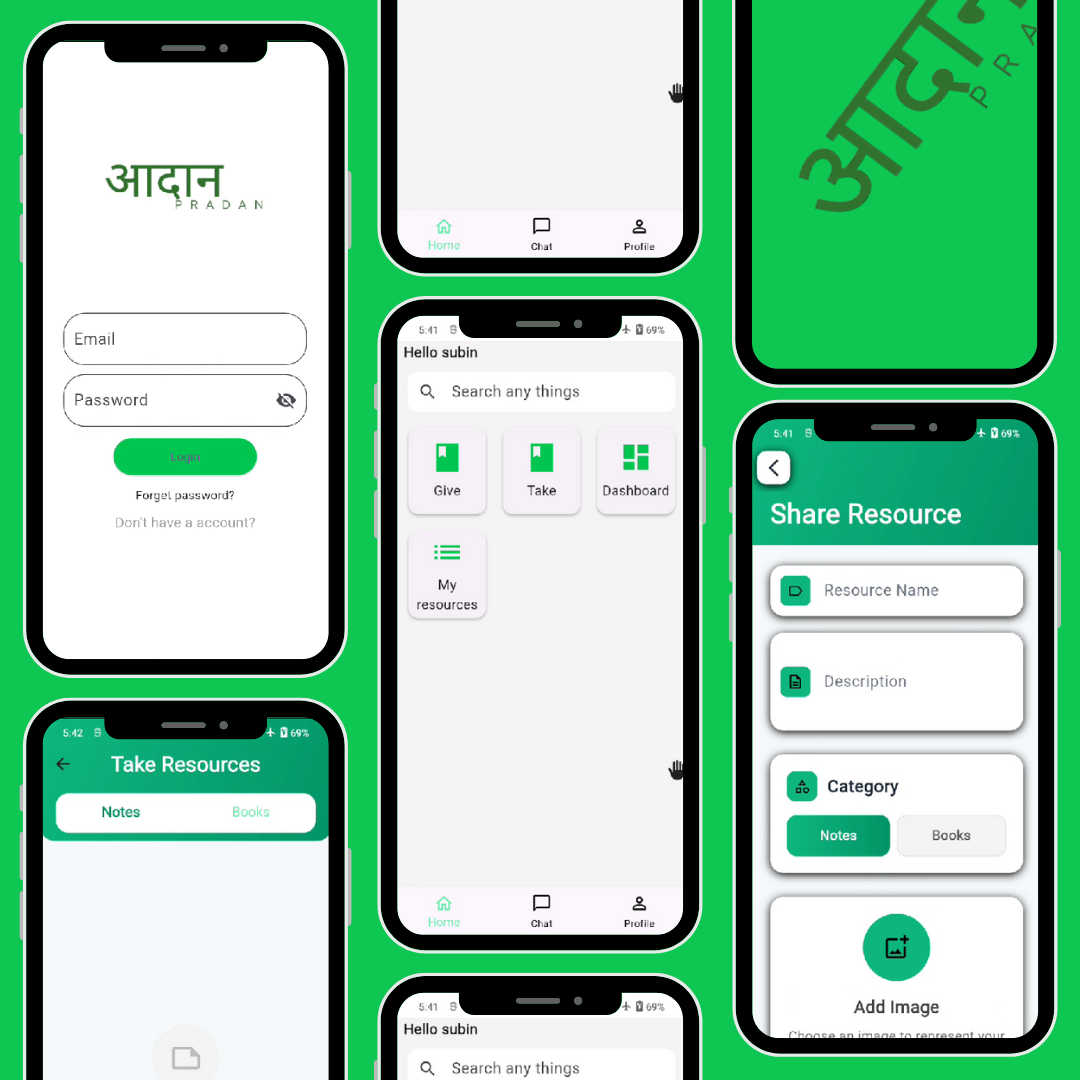 आदान
PRADAN
Email
Password
Login
Forget password?
Don't have a account?
5:42 69%
Take Resources
Notes Books
Home Chat Profile
5:41 69%
Hello subin
Search any things
Give Take Dashboard
My
resources
Home Chat Profile
5:41 69%
Hello subin
Search any things
आदान
PRA
5:41 69%
Share Resource
Resource Name
Description
Category
Notes Books
Add Image
Choose an image to represent your